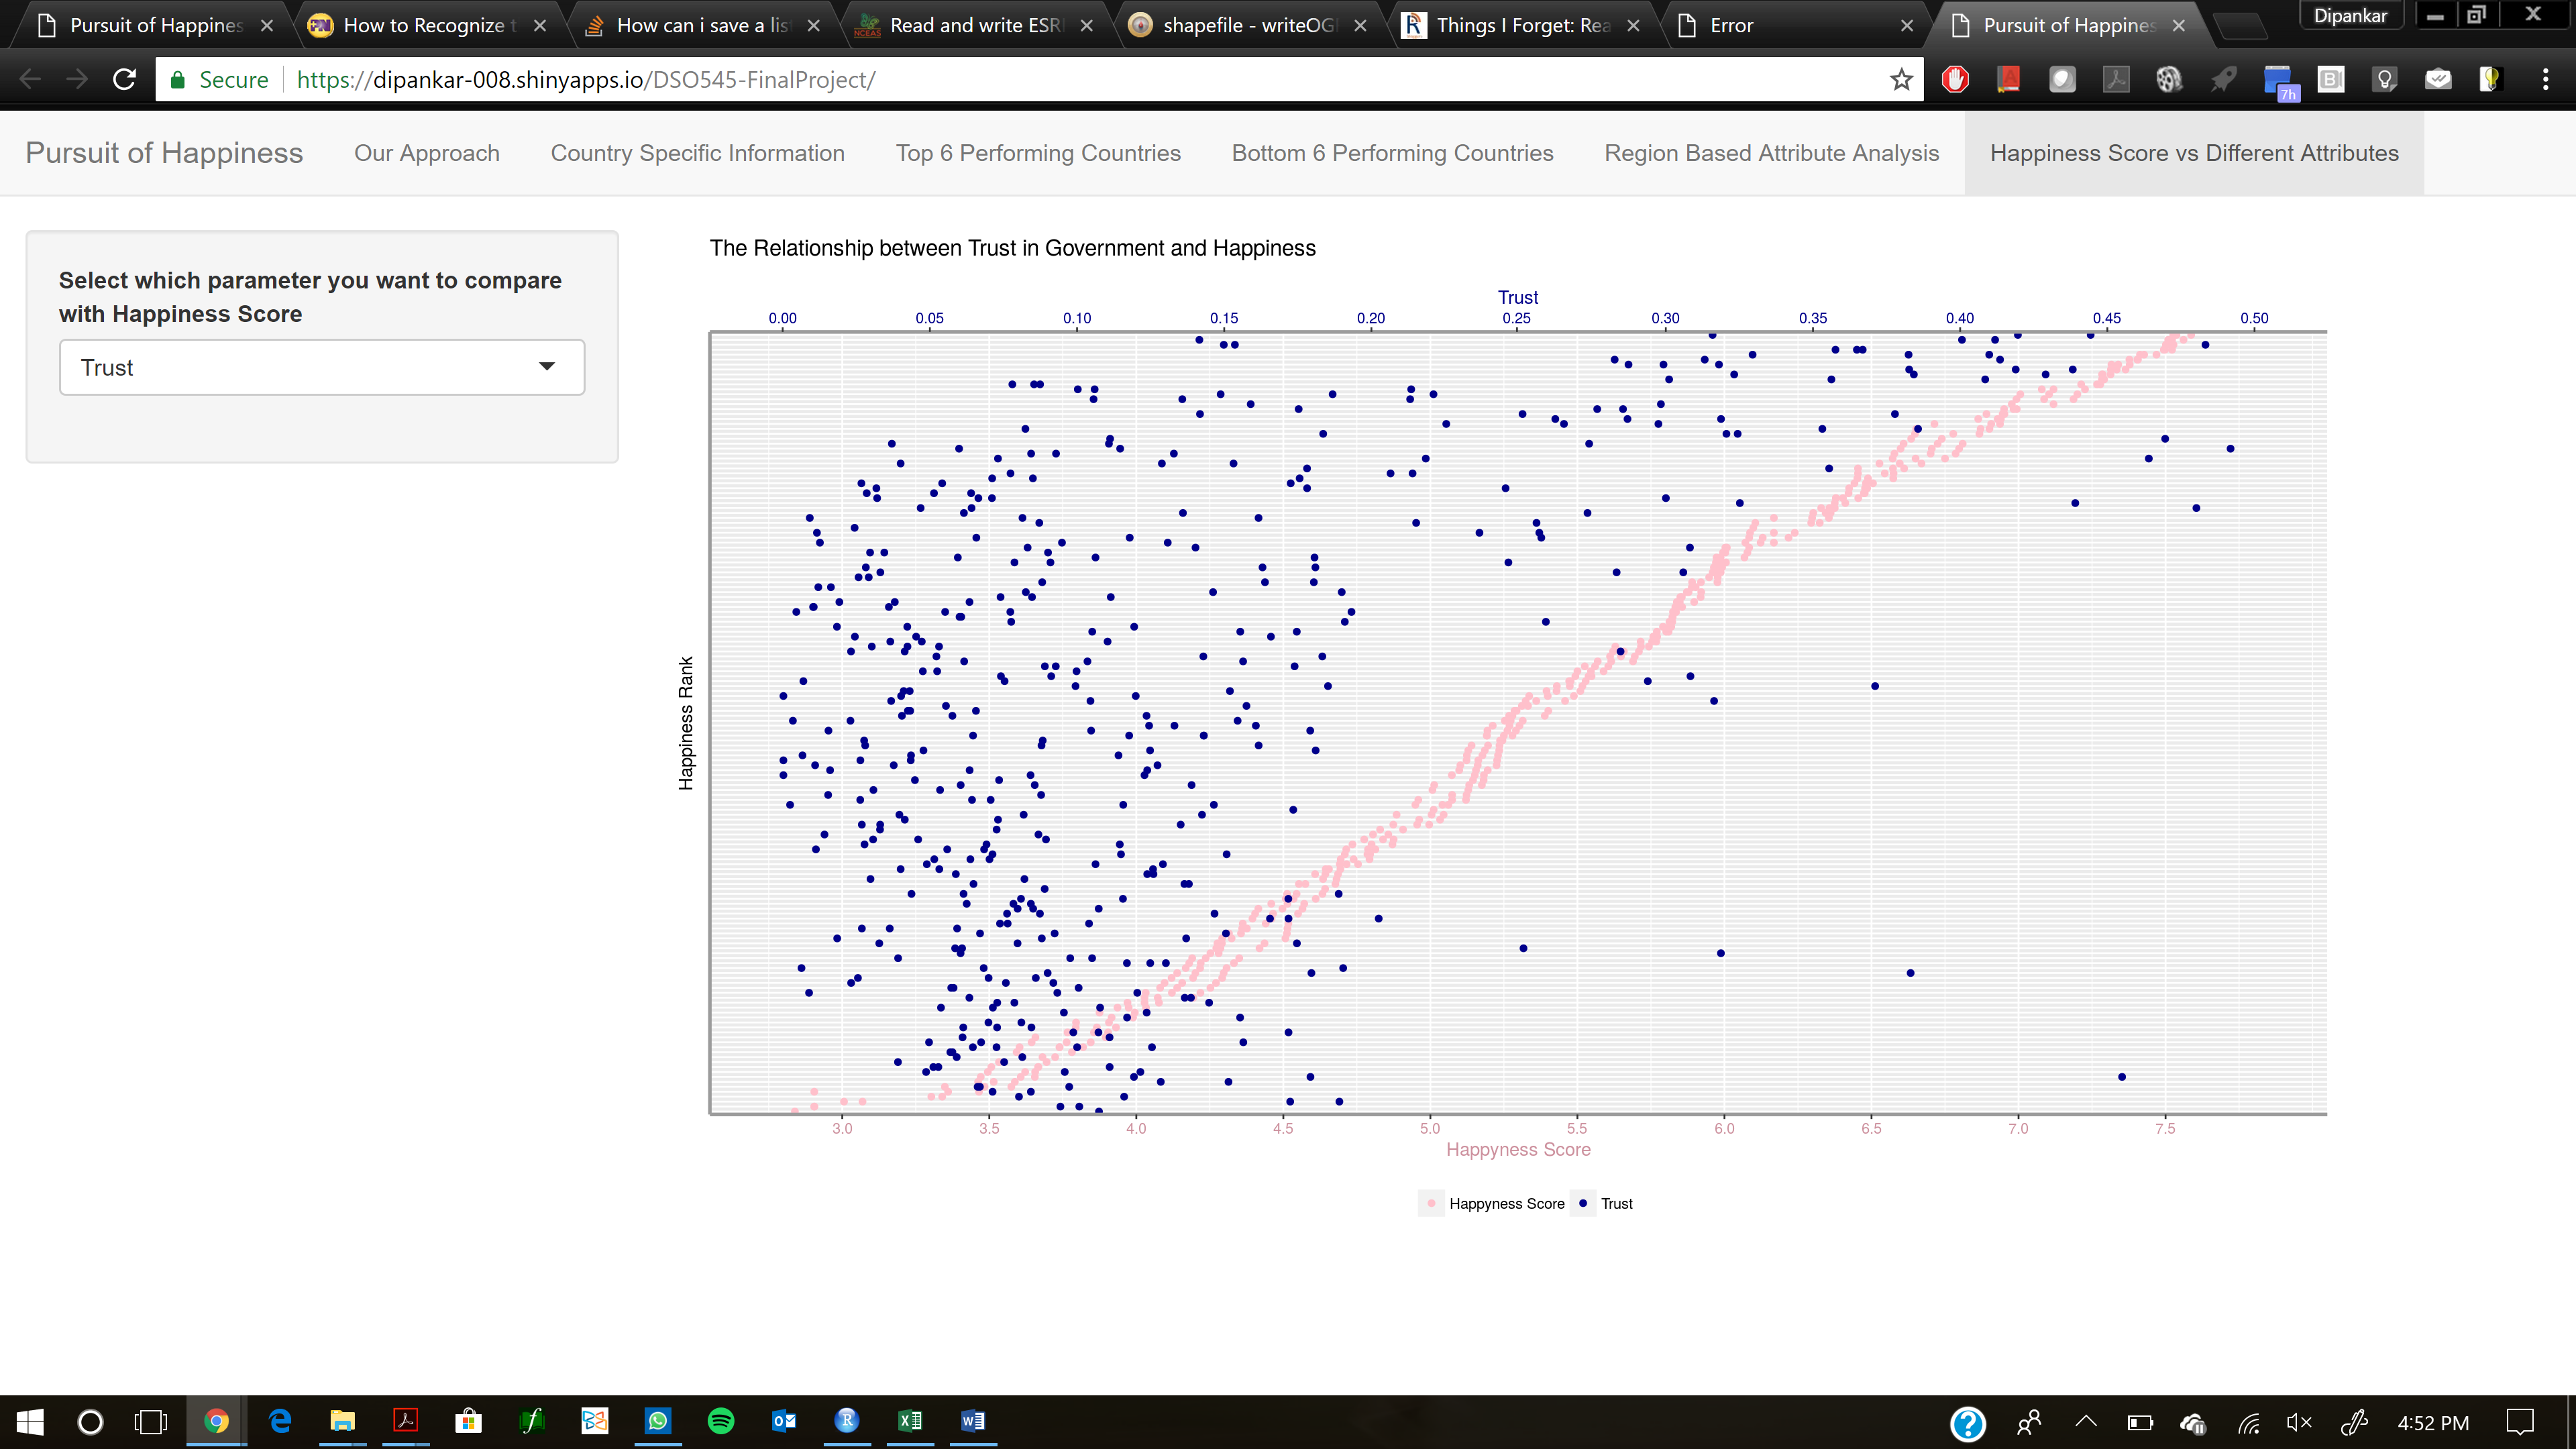 Pursuit of Happines How to Recognize t How can i save a lis Read and write ESRI shapefile - writeOG Things I Forget: Rea Error Pursuit of Happines Dipankar
Secure https://dipankar-008.shinyapps.io/DSO545-FinalProject/ 7h
Pursuit of Happiness Our Approach Country Specific Information Top 6 Performing Countries Bottom 6 Performing Countries Region Based Attribute Analysis Happiness Score vs Different Attributes
Select which parameter you want to compare
with Happiness Score
Trust
The Relationship between Trust in Government and Happiness
Trust
0.00 0.05 0.10 0.15 0.20 0.25 0.30 0.35 0.40 0.45 0.50
Happiness Rank
3.0 3.5 4.0 4.5 5.0 5.5 6.0 6.5 7.0 7.5
Happyness Score
Happyness Score Trust
4:52 PM